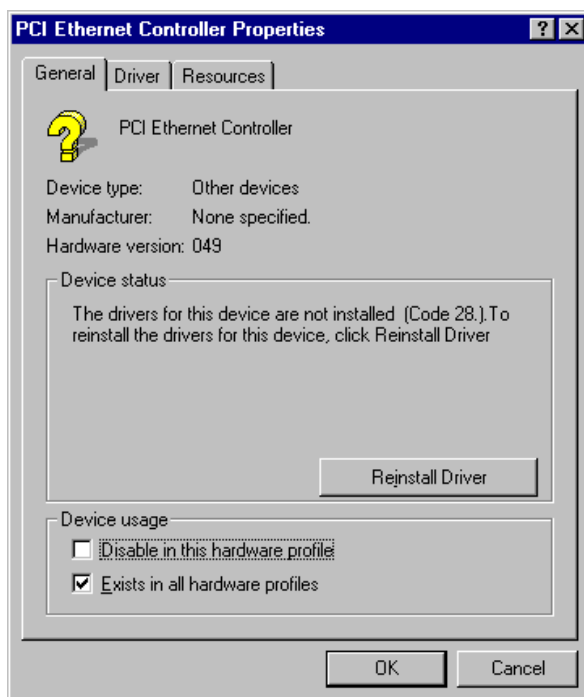 PCI Ethernet Controller Properties
General Driver Resources
PCI Ethernet Controller
Device type: Other devices
Manufacturer: None specified.
Hardware version: 049
Device status
The drivers for this device are not installed (Code 28.).To
reinstall the drivers for this device, click Reinstall Driver
Reinstall Driver
Device usage
Disable in this hardware profile
Exists in all hardware profiles
OK Cancel